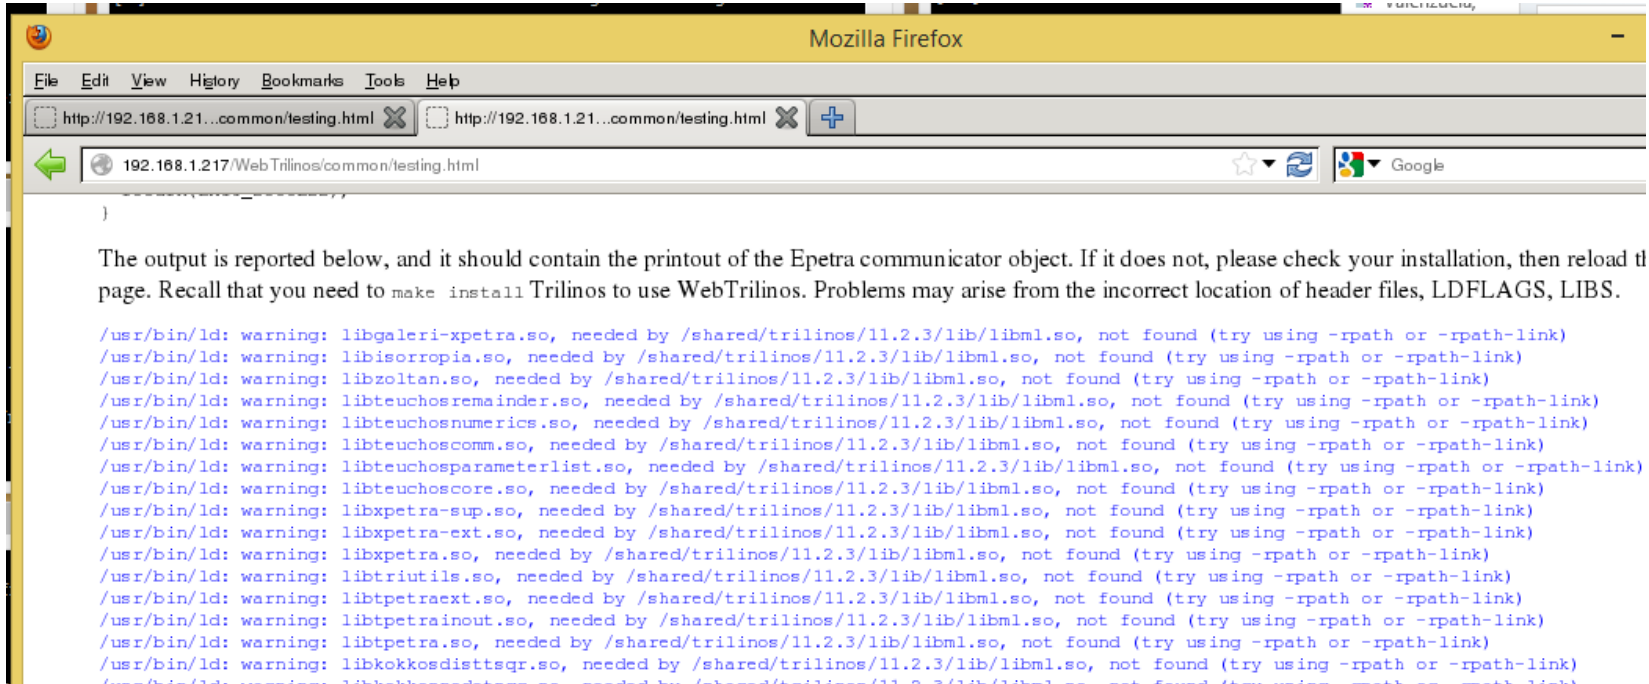 Valenzuela,
Mozilla Firefox
File Edit View History Bookmarks Tools Help
http://192.168.1.21...common/testing.html http://192.168.1.21...common/testing.html
192.168.1.217/WebTrilinos/common/testing.html Google
}
The output is reported below, and it should contain the printout of the Epetra communicator object. If it does not, please check your installation, then reload
page. Recall that you need to make install Trilinos to use WebTrilinos. Problems may arise from the incorrect location of header files, LDFLAGS, LIBS.
/usr/bin/ld: warning: libgaleri-xpetra.so, needed by /shared/trilinos/11.2.3/lib/libml.so, not found (try using -rpath or -rpath-link)
/usr/bin/ld: warning: libisorropia.so, needed by /shared/trilinos/11.2.3/lib/libml.so, not found (try using -rpath or -rpath-link)
/usr/bin/ld: warning: libzoltan.so, needed by /shared/trilinos/11.2.3/lib/libml.so, not found (try using -rpath or -rpath-link)
/usr/bin/ld: warning: libteuchosremainder.so, needed by /shared/trilinos/11.2.3/lib/libml.so, not found (try using -rpath or -rpath-link)
/usr/bin/ld: warning: libteuchosnumerics.so, needed by /shared/trilinos/11.2.3/lib/libml.so, not found (try using -rpath or -rpath-link)
/usr/bin/ld: warning: libteuchoscomm.so, needed by /shared/trilinos/11.2.3/lib/libml.so, not found (try using -rpath or -rpath-link)
/usr/bin/ld: warning: libteuchosparameterlist.so, needed by /shared/trilinos/11.2.3/lib/libml.so, not found (try using -rpath or -rpath-link)
/usr/bin/ld: warning: libteuchoscore.so, needed by /shared/trilinos/11.2.3/lib/libml.so, not found (try using -rpath or -rpath-link)
/usr/bin/ld: warning: libxpetra-sup.so, needed by /shared/trilinos/11.2.3/lib/libml.so, not found (try using -rpath or -rpath-link)
/usr/bin/ld: warning: libxpetra-ext.so, needed by /shared/trilinos/11.2.3/lib/libml.so, not found (try using -rpath or -rpath-link)
/usr/bin/ld: warning: libxpetra.so, needed by /shared/trilinos/11.2.3/lib/libml.so, not found (try using -rpath or -rpath-link)
/usr/bin/ld: warning: libtriutils.so, needed by /shared/trilinos/11.2.3/lib/libml.so, not found (try using -rpath or -rpath-link)
/usr/bin/ld: warning: libtpetraext.so, needed by /shared/trilinos/11.2.3/lib/libml.so, not found (try using -rpath or -rpath-link)
/usr/bin/ld: warning: libtpetrainout.so, needed by /shared/trilinos/11.2.3/lib/libml.so, not found (try using -rpath or -rpath-link)
/usr/bin/ld: warning: libtpetra.so, needed by /shared/trilinos/11.2.3/lib/libml.so, not found (try using -rpath or -rpath-link)
/usr/bin/ld: warning: libkokkosdisttsqr.so, needed by /shared/trilinos/11.2.3/lib/libml.so, not found (try using -rpath or -rpath-link)